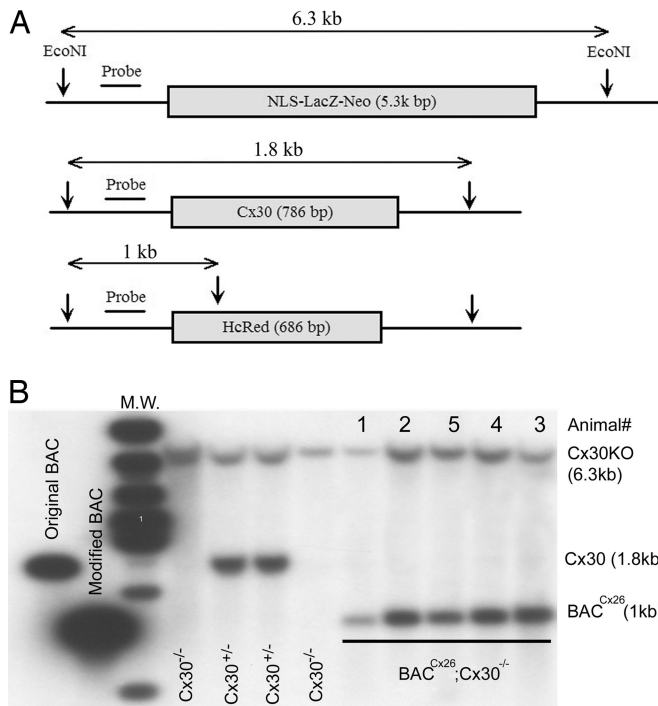 A
6.3 kb
EcoNI
EcoNI
Probe
NLS-LacZ-Neo (5.3k bp)
1.8 kb
Probe
Cx30 (786 bp)
1 kb
Probe
HcRed (686 bp)
B
M.W.
Original BAC
Modified BAC
1
1 2 5 4 3 Animal#
Cx30KO
(6.3kb)
Cx30 (1.8kb
BAC^Cx26 (1kb
Cx30-/-
Cx30+/-
Cx30+/-
Cx30-/-
BAC^Cx26;Cx30-/-